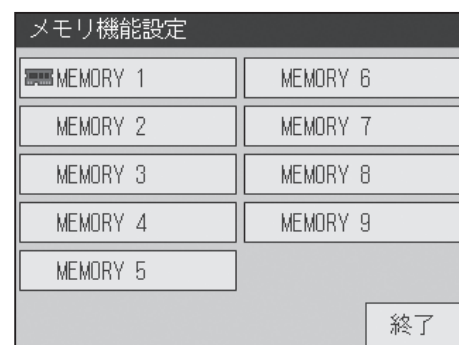 メモリ機能設定
MEMORY 1
MEMORY 2
MEMORY 3
MEMORY 4
MEMORY 5
MEMORY 6
MEMORY 7
MEMORY 8
MEMORY 9
終了